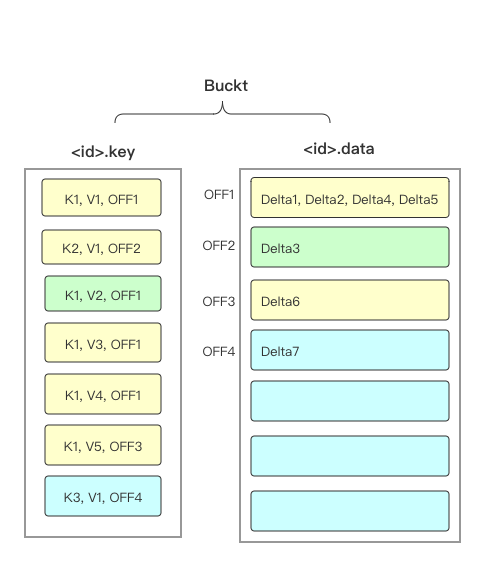 Buckt
<id>.key
<id>.data
K1, V1, OFF1
K2, V1, OFF2
K1, V2, OFF1
K1, V3, OFF1
K1, V4, OFF1
K1, V5, OFF3
K3, V1, OFF4
OFF1
Delta1, Delta2, Delta4, Delta5
OFF2
Delta3
OFF3
Delta6
OFF4
Delta7